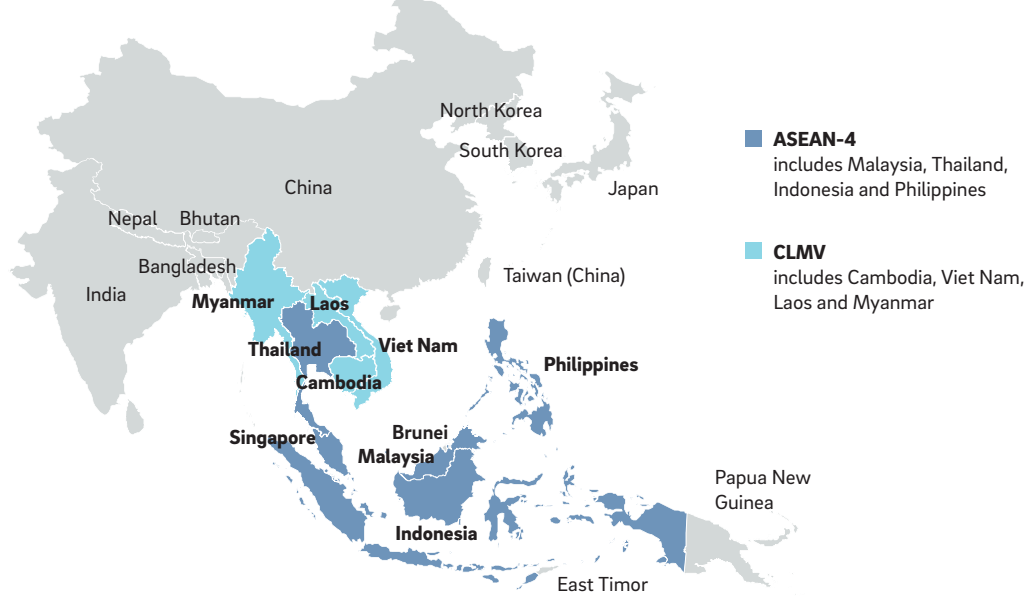 North Korea
South Korea
Japan
China
Nepal
Bhutan
Bangladesh
India
Taiwan (China)
Myanmar
Laos
Thailand
Viet Nam
Cambodia
Philippines
Singapore
Brunei
Malaysia
Indonesia
Papua New
Guinea
East Timor
ASEAN-4
includes Malaysia, Thailand,
Indonesia and Philippines
CLMV
includes Cambodia, Viet Nam,
Laos and Myanmar